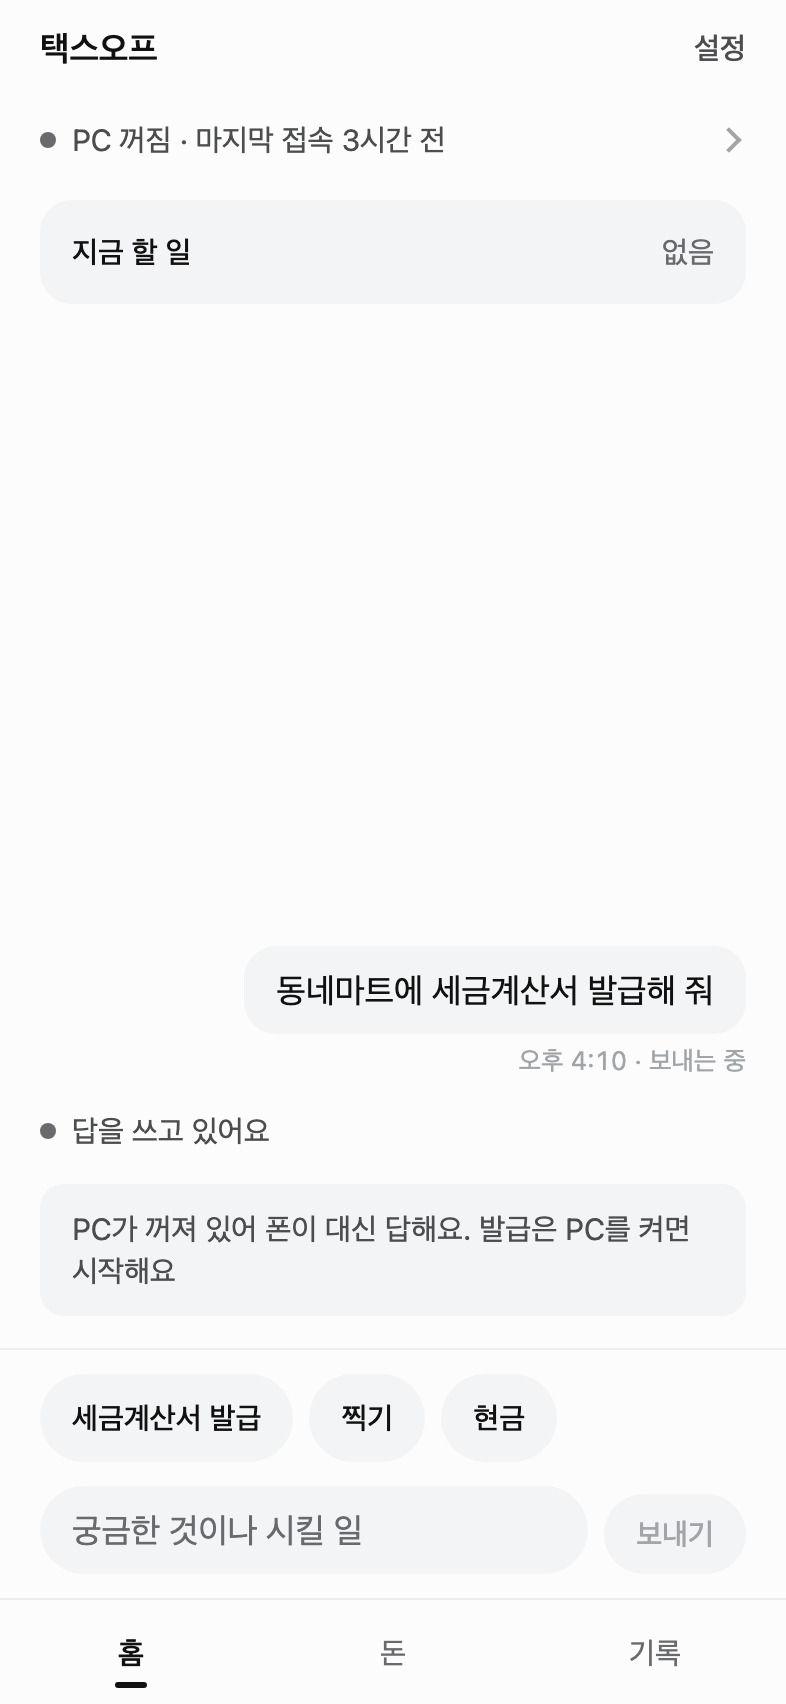 택스오프
설정
PC 꺼짐 · 마지막 접속 3시간 전
지금 할 일
없음
동네마트에 세금계산서 발급해 줘
오후 4:10 · 보내는 중
답을 쓰고 있어요
PC가 꺼져 있어 폰이 대신 답해요. 발급은 PC를 켜면
시작해요
세금계산서 발급
찍기
현금
궁금한 것이나 시킬 일
보내기
홈
돈
기록